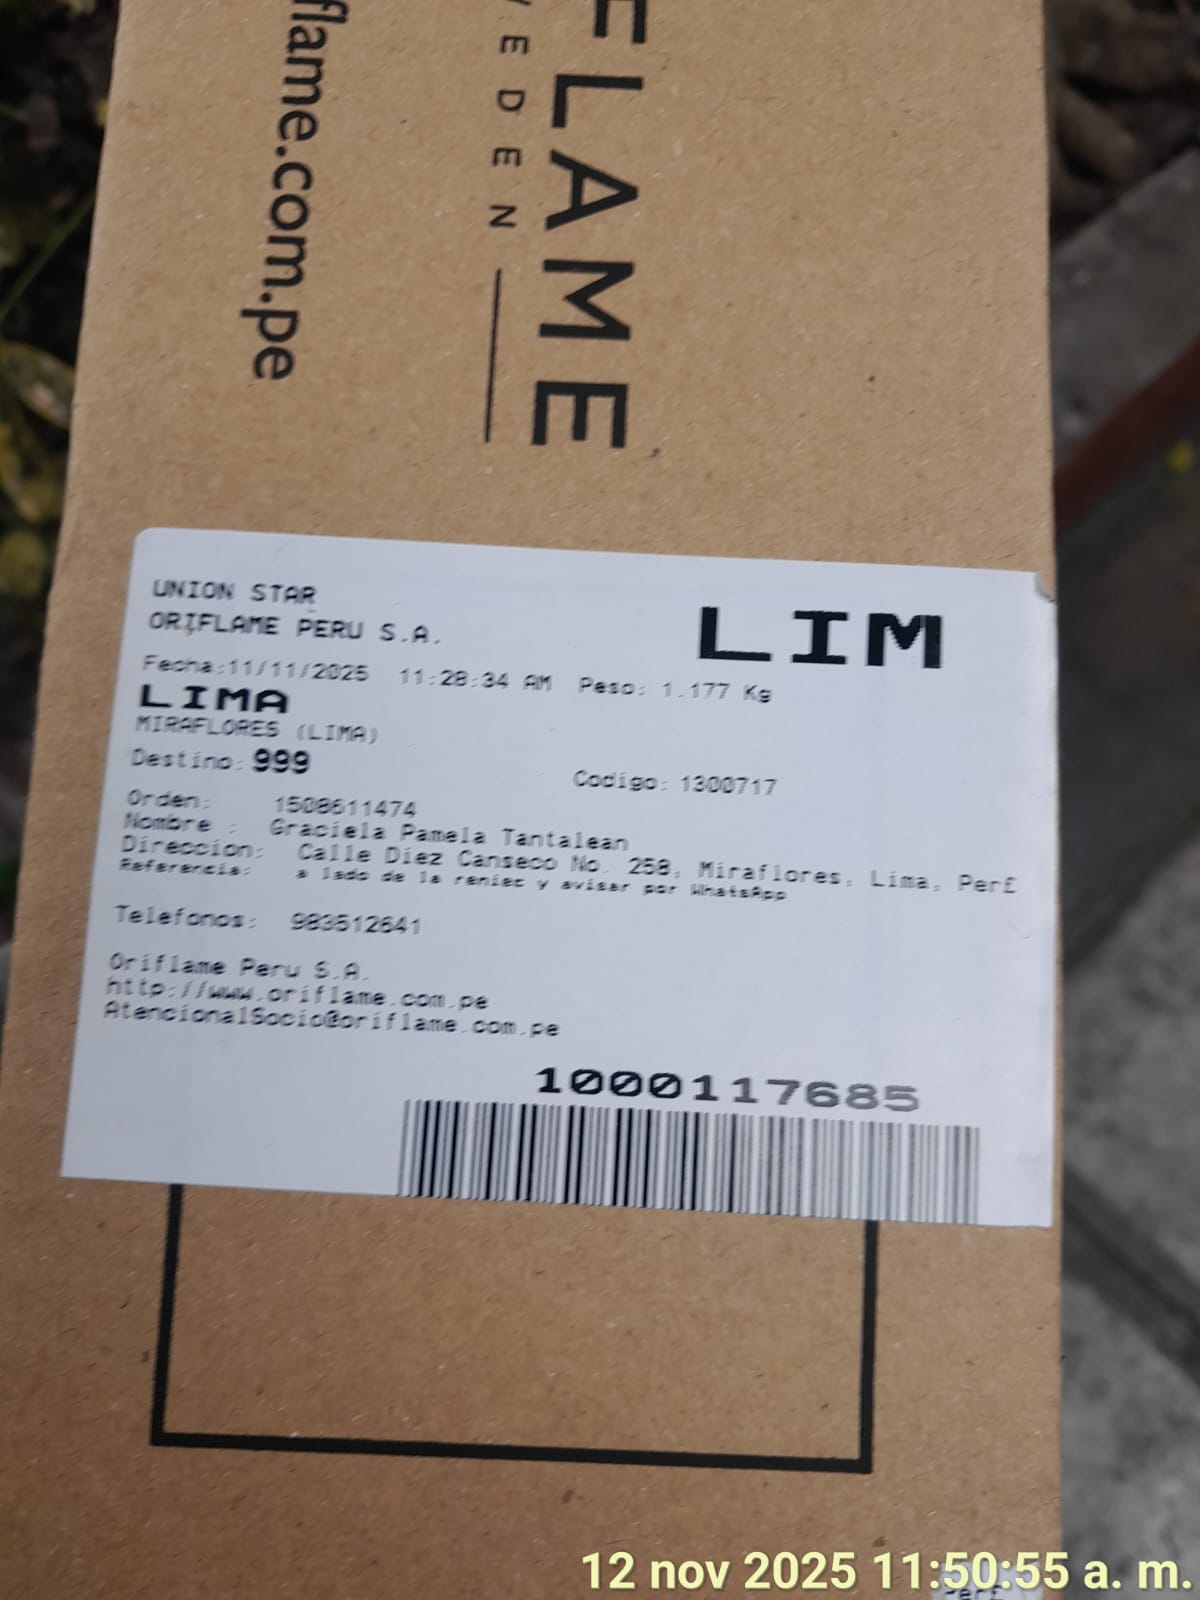 flame.com.pe
EDEN
FLAME
UNION STAR
ORIFLAME PERU S.A.
LIM
Fecha:11/11/2025 11:28:34 AM Peso: 1.177 Kg
LIMA
MIRAFLORES (LIMA)
Destino: 999
Codigo: 1300717
Orden: 1508611474
Nombre : Graciela Pamela Tantalean
Direccion: Calle Diez Canseco No. 258, Miraflores, Lima, Per£
Referencia: a lado de la reniec y avisar por WhatsApp
Telefonos: 983512641
Oriflame Peru S.A.
http://www.oriflame.com.pe
AtencionalSocio@oriflame.com.pe
1000117685
12 nov 2025 11:50:55 a. m.